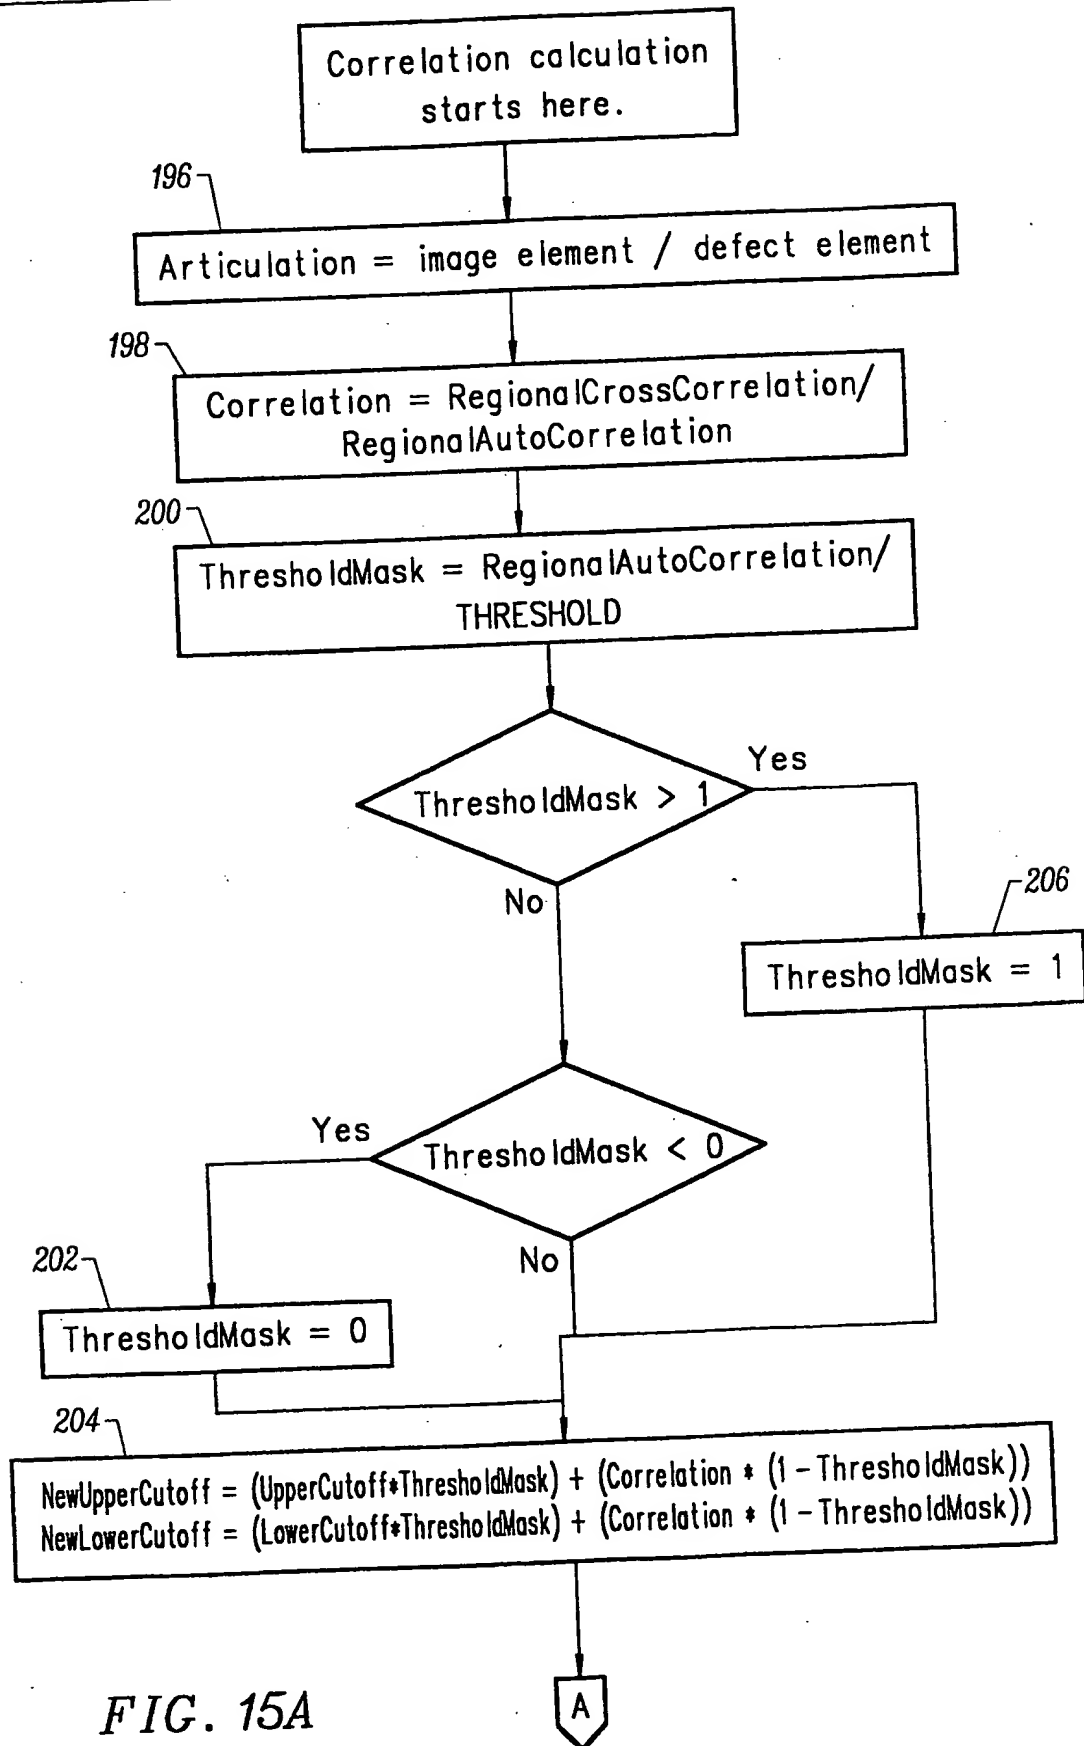 Correlation calculation
starts here.
196
Articulation = image element / defect element
198
Correlation = RegionalCrossCorrelation/
RegionalAutoCorrelation
200
ThresholdMask = RegionalAutoCorrelation/
THRESHOLD
ThresholdMask > 1
Yes
No
206
ThresholdMask = 1
Yes
ThresholdMask < 0
No
202
ThresholdMask = 0
204
NewUpperCutoff = (UpperCutoff*ThresholdMask) + (Correlation * (1-ThresholdMask))
NewLowerCutoff = (LowerCutoff*ThresholdMask) + (Correlation * (1-ThresholdMask))
A
FIG. 15A